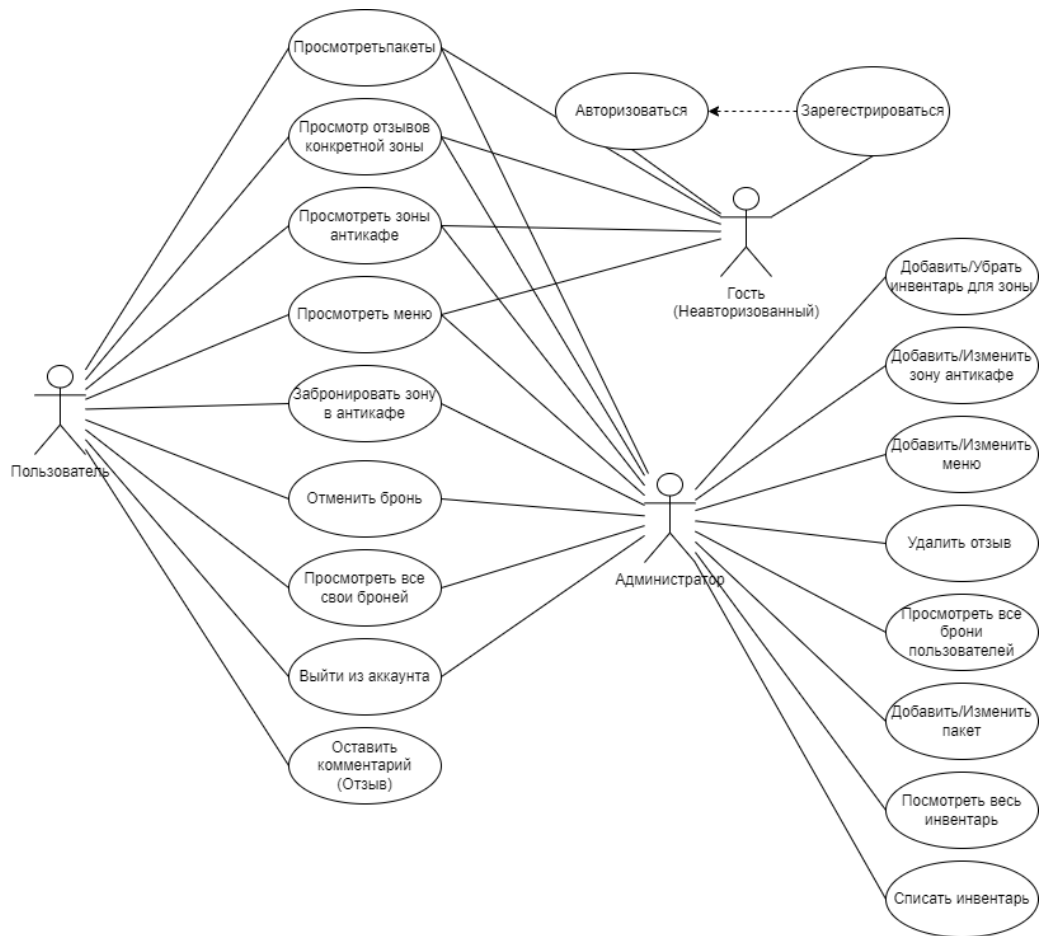 Просмотретьпакеты
Авторизоваться
Зарегестрироваться
Просмотр отзывов
конкретной зоны
Просмотреть зоны
антикафе
Гость
(Неавторизованный)
Добавить/Убрать
инвентарь для зоны
Просмотреть меню
Добавить/Изменить
зону антикафе
Забронировать зону
в антикафе
Пользователь
Добавить/Изменить
меню
Отменить бронь
Удалить отзыв
Просмотреть все
свои броней
Администратор
Просмотреть все
брони
пользователей
Выйти из аккаунта
Добавить/Изменить
пакет
Оставить
комментарий
(Отзыв)
Посмотреть весь
инвентарь
Списать инвентарь